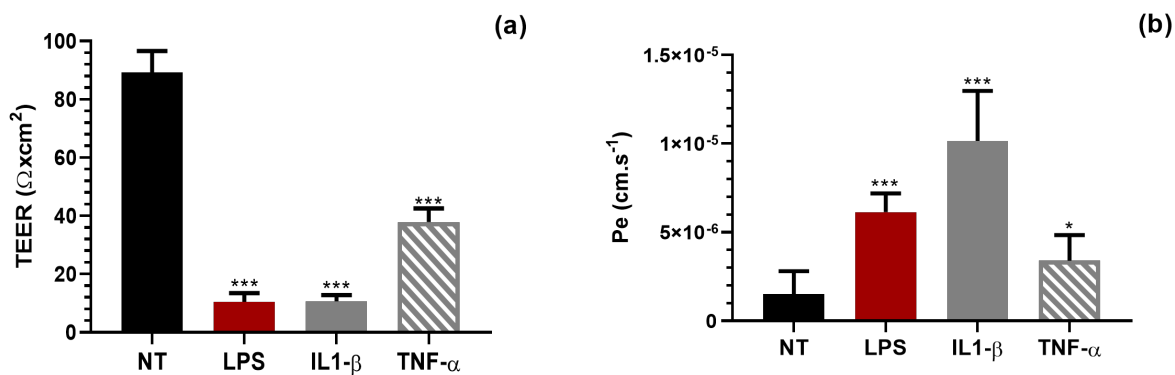 (a)
TEER (Ωxcm²)
100
80
60
40
20
0
***
***
***
NT
LPS
IL1-β
TNF-α
(b)
Pe (cm.s⁻¹)
1.5×10⁻⁵
1×10⁻⁵
5×10⁻⁶
0
***
***
*
NT
LPS
IL1-β
TNF-α